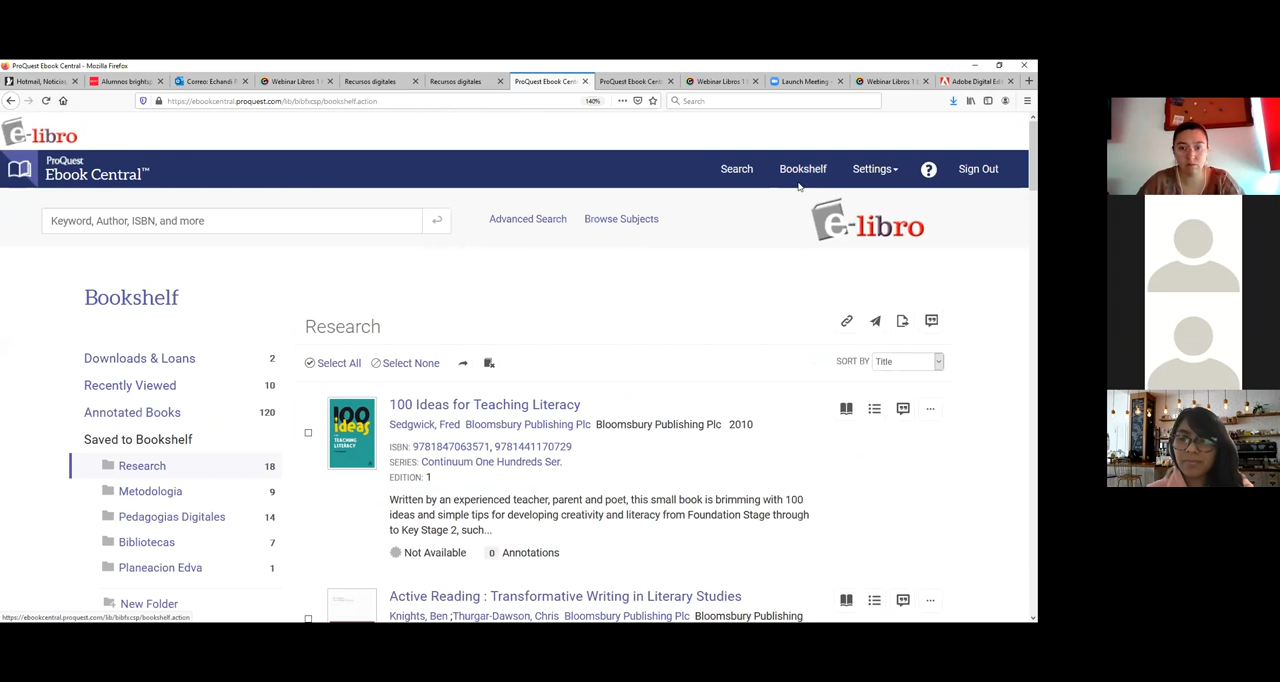 ProQuest Ebook Central - Mozilla Firefox
Hotmail, Noticias
Alumnos brightsp
Correo: Echandi P
Webinar Libros 1
Recursos digitales
Recursos digitales
ProQuest Ebook Cent
ProQuest Ebook Cent
Webinar Libros 1
Launch Meeting -
Webinar Libros 1
Adobe Digital Edi
https://ebookcentral.proquest.com/lib/bibfxcsp/bookshelf.action
140%
Search
e-libro
ProQuest
Ebook Central™
Search
Bookshelf
Settings
?
Sign Out
Keyword, Author, ISBN, and more
Advanced Search
Browse Subjects
e-libro
Bookshelf
Downloads & Loans 2
Recently Viewed 10
Annotated Books 120
Saved to Bookshelf
Research 18
Metodologia 9
Pedagogias Digitales 14
Bibliotecas 7
Planeacion Edva 1
New Folder
Research
Select All
Select None
SORT BY
Title
100 Ideas for Teaching Literacy
Sedgwick, Fred Bloomsbury Publishing Plc Bloomsbury Publishing Plc 2010
ISBN: 9781847063571, 9781441170729
SERIES: Continuum One Hundreds Ser.
EDITION: 1
Written by an experienced teacher, parent and poet, this small book is brimming with 100
ideas and simple tips for developing creativity and literacy from Foundation Stage through
to Key Stage 2, such...
Not Available
0 Annotations
100
ideas
TEACHING
LITERACY
Active Reading : Transformative Writing in Literary Studies
Knights, Ben ;Thurgar-Dawson, Chris Bloomsbury Publishing Plc Bloomsbury Publishing
https://ebookcentral.proquest.com/lib/bibfxcsp/bookshelf.action